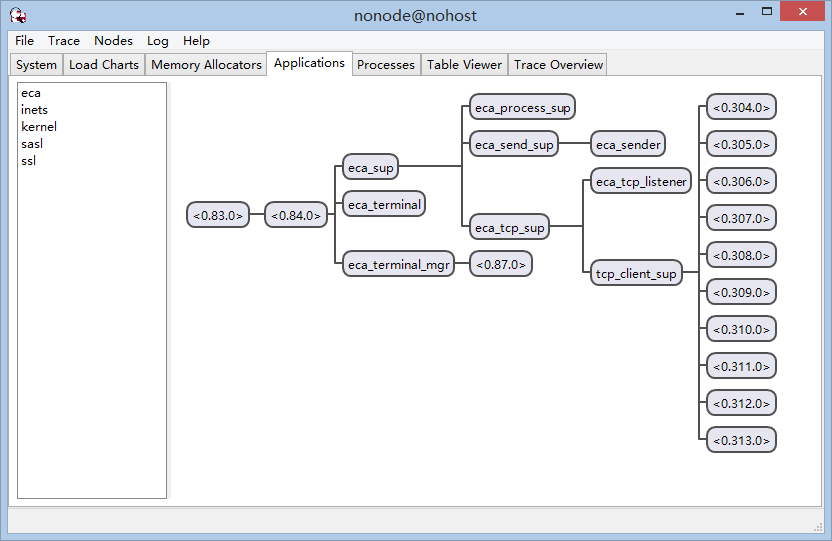 nonode@nohost
File Trace Nodes Log Help
System Load Charts Memory Allocators Applications Processes Table Viewer Trace Overview
eca
inets
kernel
sasl
ssl
<0.83.0>
<0.84.0>
eca_sup
eca_terminal
eca_terminal_mgr
<0.87.0>
eca_process_sup
eca_send_sup
eca_tcp_sup
eca_sender
eca_tcp_listener
tcp_client_sup
<0.304.0>
<0.305.0>
<0.306.0>
<0.307.0>
<0.308.0>
<0.309.0>
<0.310.0>
<0.311.0>
<0.312.0>
<0.313.0>